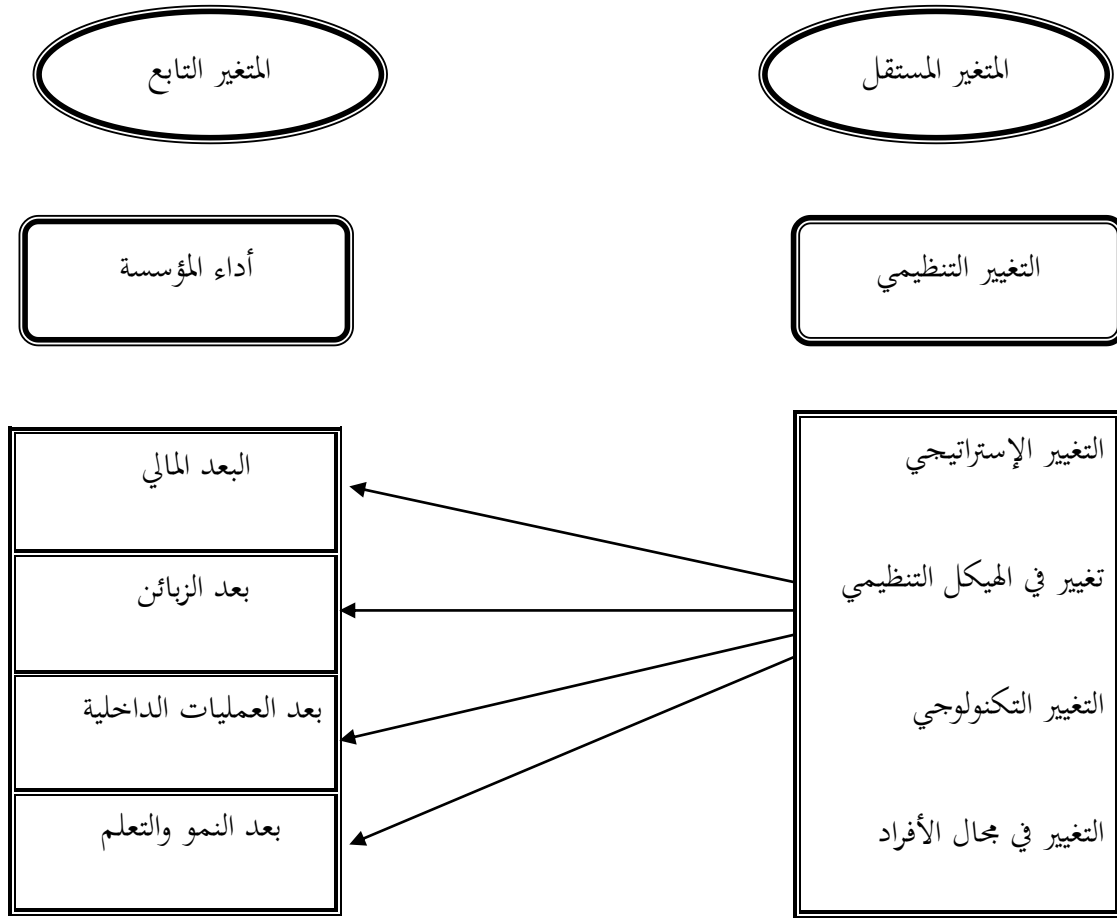 المتغير المستقل
المتغير التابع
التغيير التنظيمي
أداء المؤسسة
التغيير الإستراتيجي
تغيير في الهيكل التنظيمي
التغيير التكنولوجي
التغيير في مجال الأفراد
البعد المالي
بعد الزبائن
بعد العمليات الداخلية
بعد النمو والتعلم